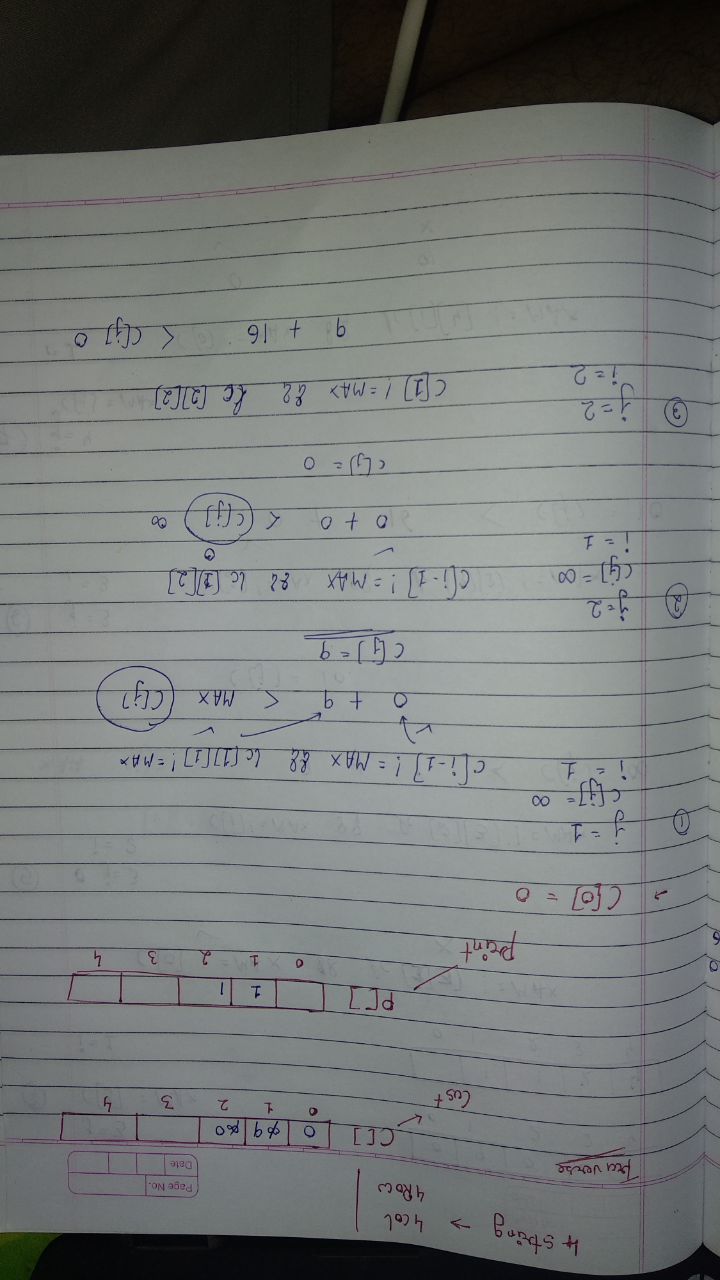 4 string → 4 col
4 Row
Traverse
Page No.
Date
C[] 0 ∞9 ∞0
0 1 2 3 4
Cost
P[] 1 1
0 1 2 3 4
print
→ C[0] = 0
① j = 1
C[j] = ∞
i = 1 C[i-1] != MAX && lc[1][1] != MAX
0 + 9 < MAX C[j]
C[j] = 9
② j=2
C[j] = ∞ C[i-1] != MAX && lc[1][2]
i = 1 0
0 + 0 < C[j] ∞
C[j] = 0
③ j=2
i=2 C[1] != MAX && lc[2][2]
9 + 16 < C[j] 0